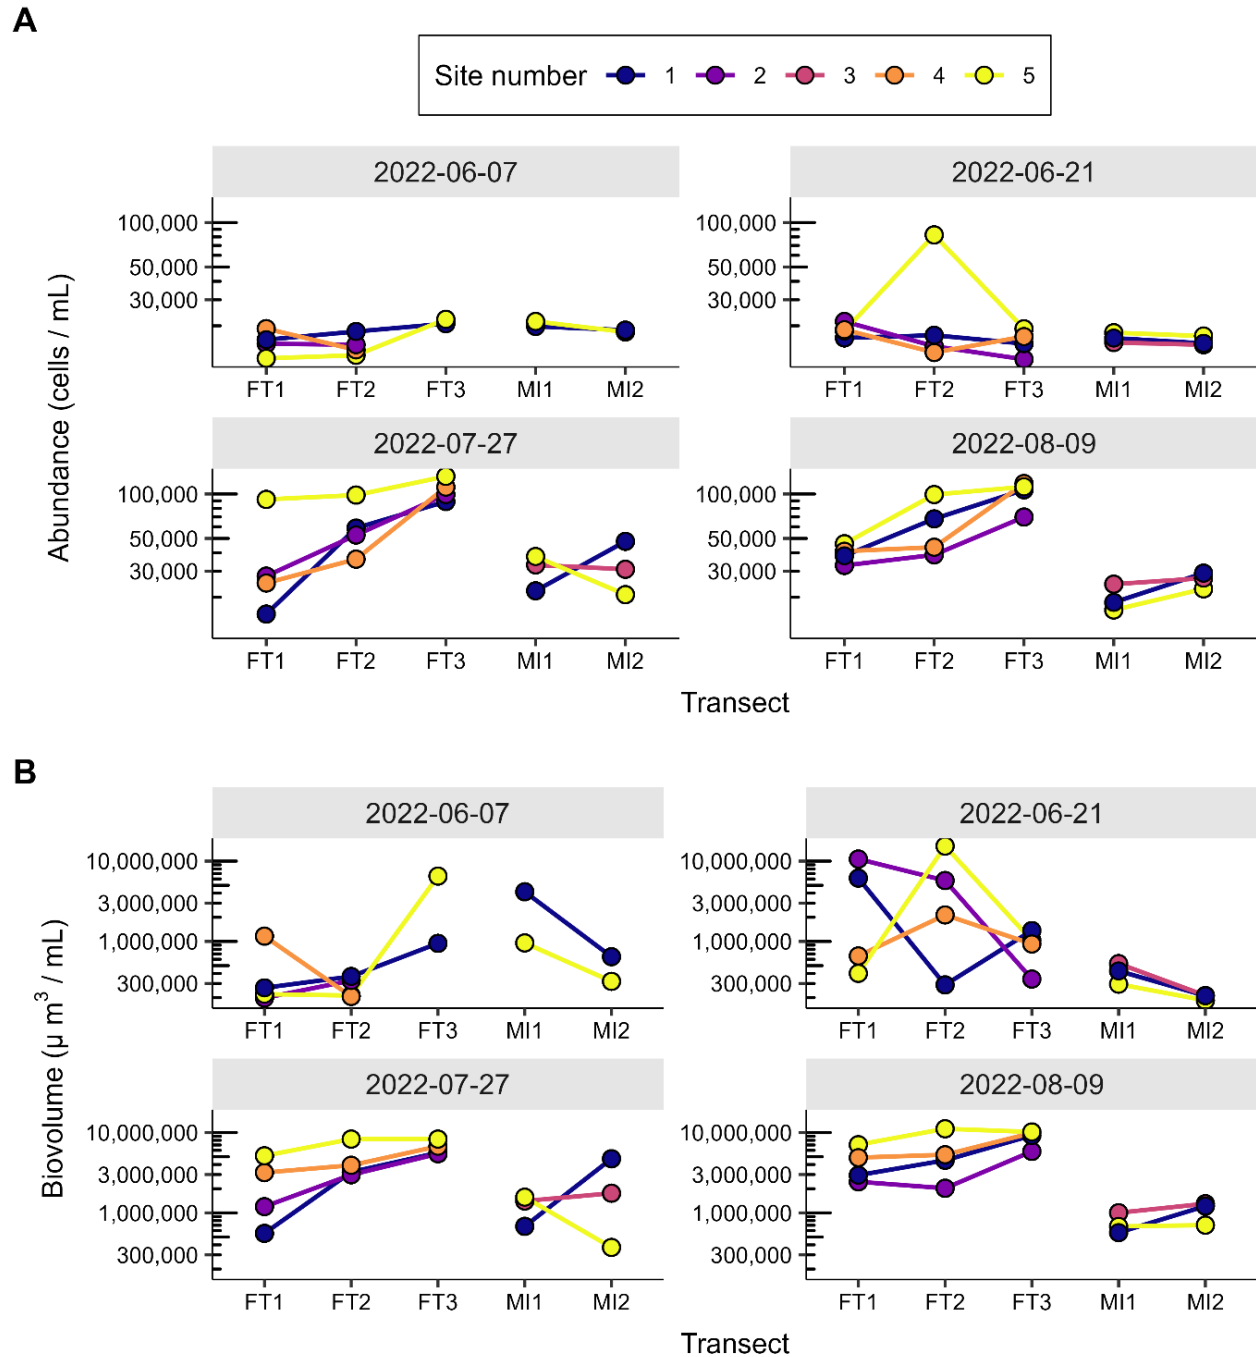 A
Site number 1 2 3 4 5
2022-06-07 2022-06-21
100,000 100,000
50,000 50,000
30,000 30,000
FT1 FT2 FT3 MI1 MI2 FT1 FT2 FT3 MI1 MI2
Abundance (cells / mL)
2022-07-27 2022-08-09
100,000 100,000
50,000 50,000
30,000 30,000
FT1 FT2 FT3 MI1 MI2 FT1 FT2 FT3 MI1 MI2
Transect
B
2022-06-07 2022-06-21
10,000,000 10,000,000
3,000,000 3,000,000
1,000,000 1,000,000
300,000 300,000
FT1 FT2 FT3 MI1 MI2 FT1 FT2 FT3 MI1 MI2
Biovolume (μ m³ / mL)
2022-07-27 2022-08-09
10,000,000 10,000,000
3,000,000 3,000,000
1,000,000 1,000,000
300,000 300,000
FT1 FT2 FT3 MI1 MI2 FT1 FT2 FT3 MI1 MI2
Transect